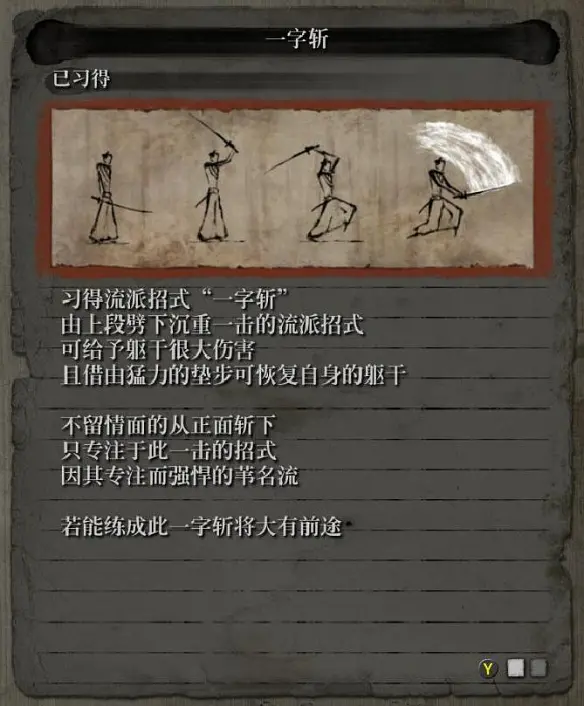 一字斩
已习得
习得流派招式“一字斩”
由上段劈下沉重一击的流派招式
可给予躯干很大伤害
且借由猛力的垫步可恢复自身的躯干
不留情面的从正面斩下
只专注于此一击的招式
因其专注而强悍的苇名流
若能练成此一字斩将大有前途
Y